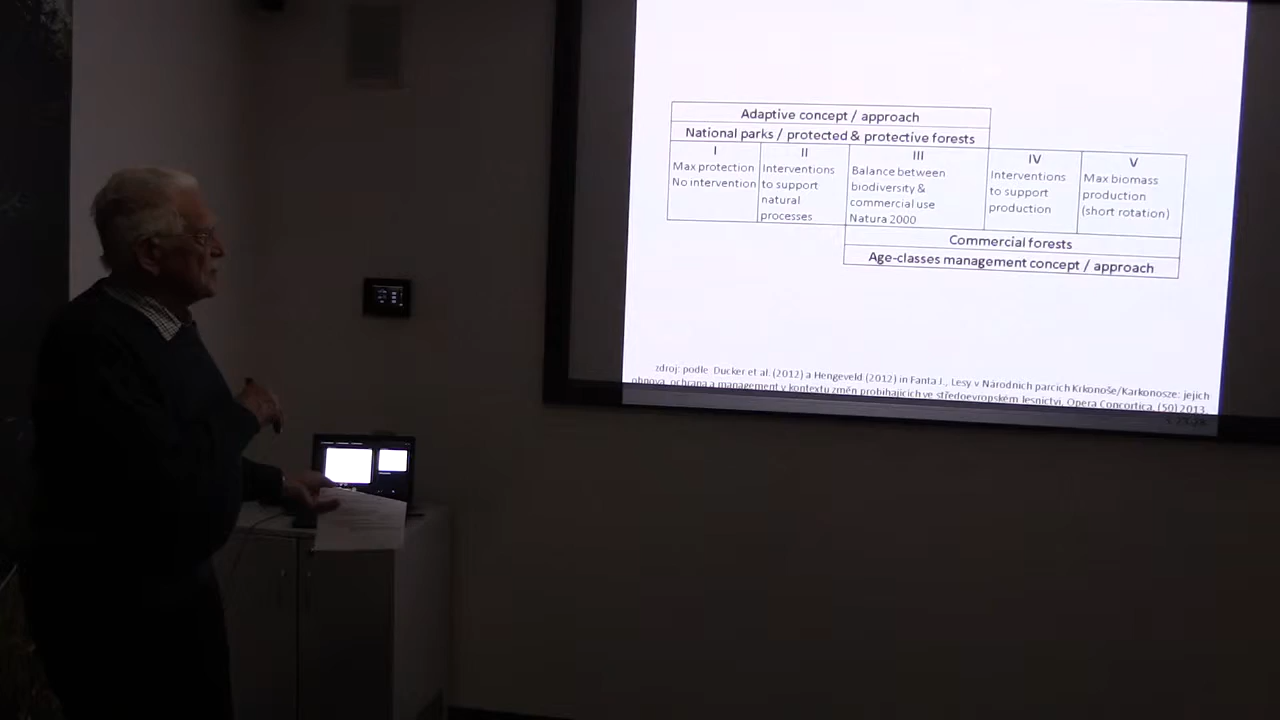 Adaptive concept / approach
National parks / protected & protective forests
I
Max protection
No intervention
II
Interventions
to support
natural
processes
III
Balance between
biodiversity &
commercial use
Natura 2000
IV
Interventions
to support
production
V
Max biomass
production
(short rotation)
Commercial forests
Age-classes management concept / approach
zdroj: podle Ducker et al. (2012) a Hengeveld (2012) in Fanta J., Lesy v Národních parcích Krkonoše/Karkonosze: jejich
obnova, ochrana a management v kontextu změn probíhajících ve středoevropském lesnictví. Opera Concortica, (50) 2013